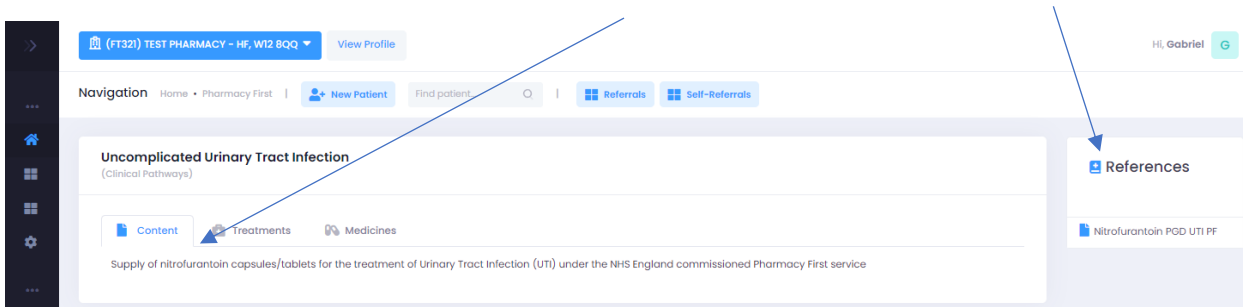 (FT321) TEST PHARMACY - HF, W12 8QQ View Profile Hi, Gabriel G
Navigation Home • Pharmacy First | New Patient Find patient... | Referrals Self-Referrals
Uncomplicated Urinary Tract Infection
(Clinical Pathways)
References
Content Treatments Medicines
Nitrofurantoin PGD UTI PF
Supply of nitrofurantoin capsules/tablets for the treatment of Urinary Tract Infection (UTI) under the NHS England commissioned Pharmacy First service